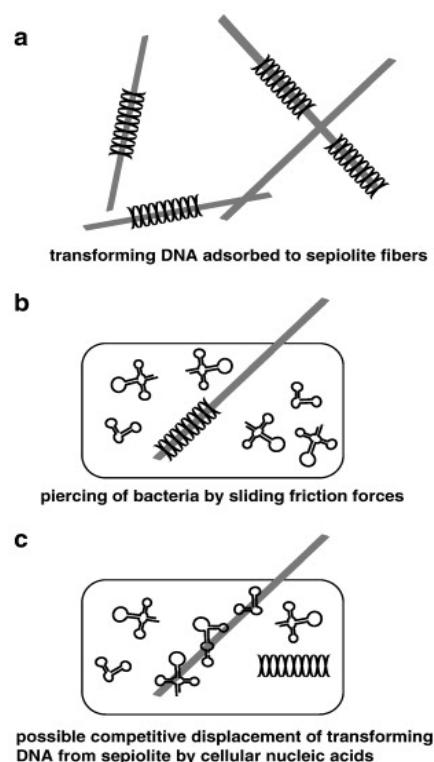 a
transforming DNA adsorbed to sepiolite fibers
b
piercing of bacteria by sliding friction forces
c
possible competitive displacement of transforming
DNA from sepiolite by cellular nucleic acids